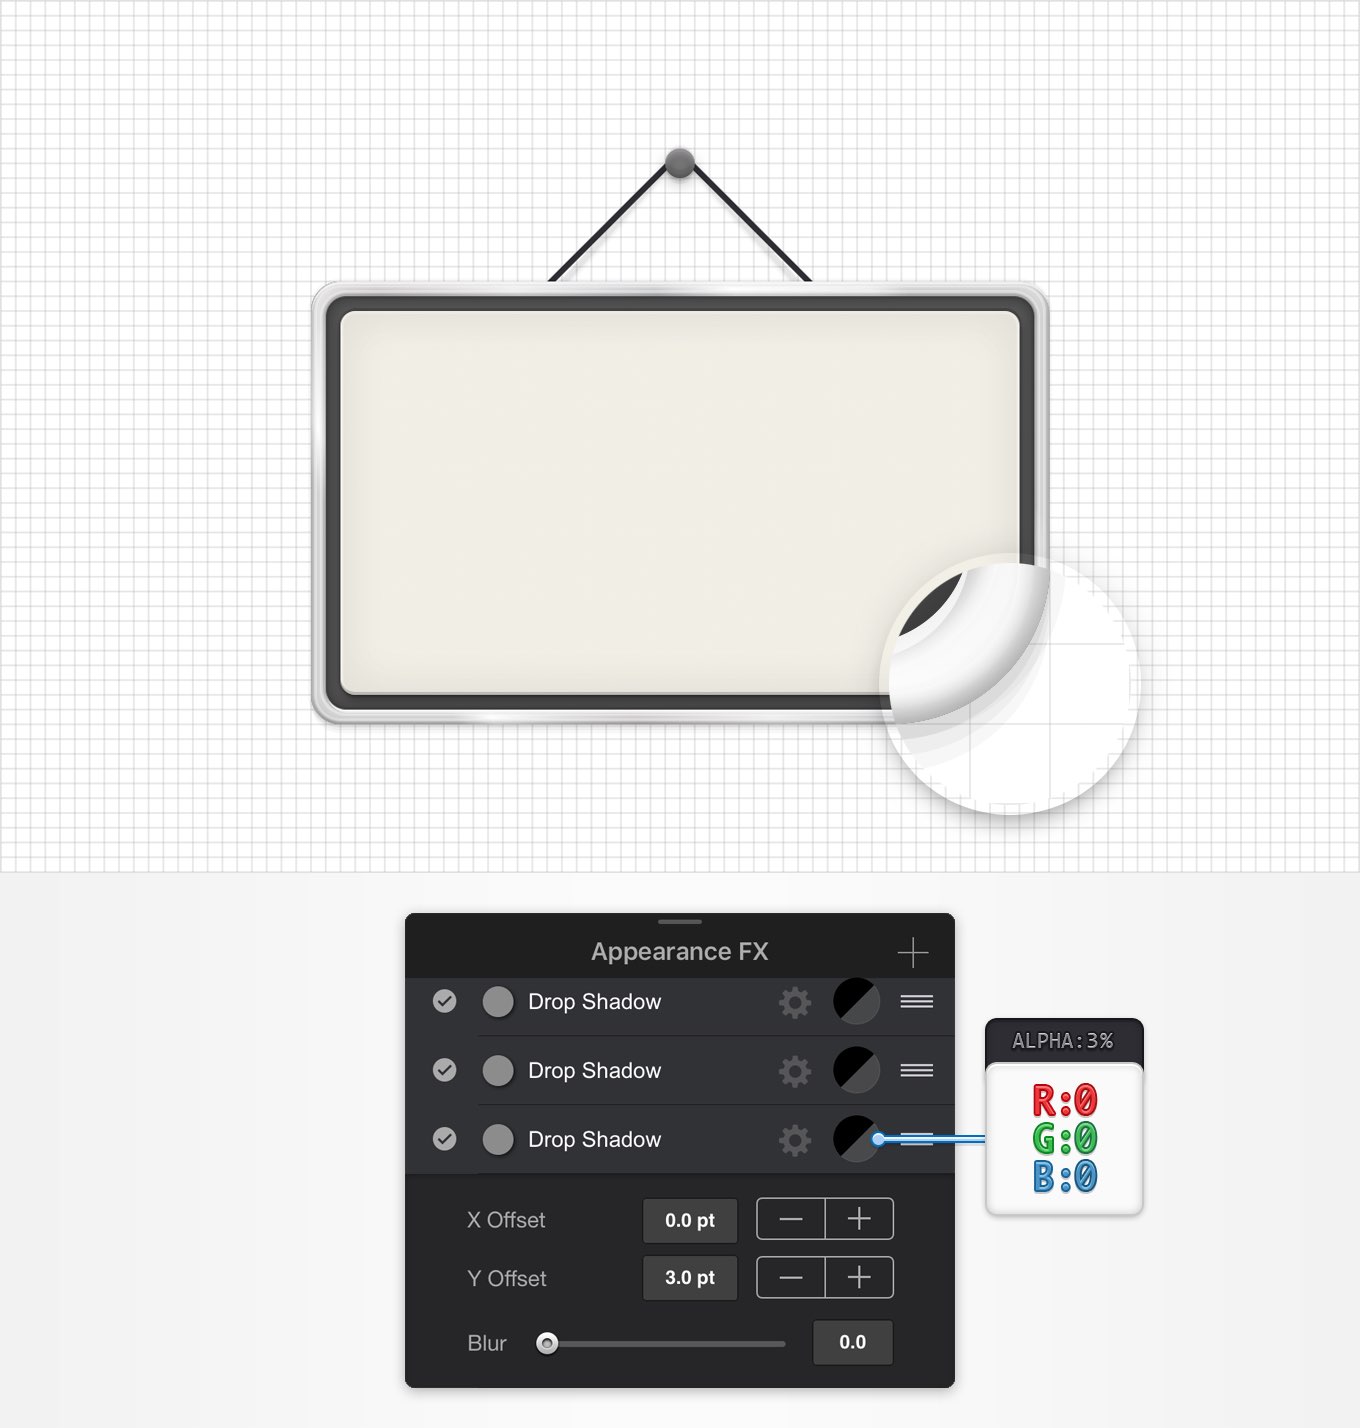 Appearance FX
Drop Shadow
Drop Shadow
Drop Shadow
ALPHA:3%
R:0
G:0
B:0
X Offset 0.0 pt
Y Offset 3.0 pt
Blur 0.0